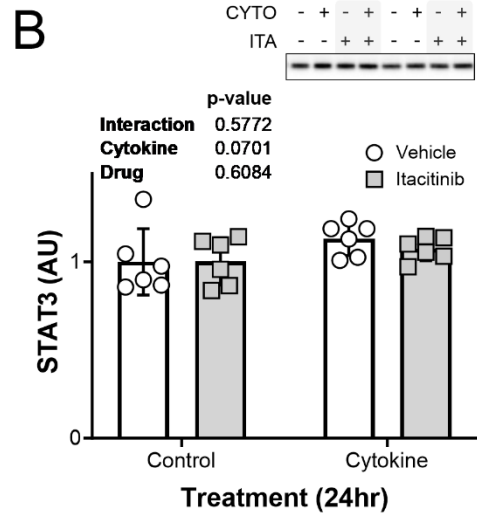 B
CYTO - + - + - + - +
ITA - - + + - - + +
p-value
Interaction 0.5772
Cytokine 0.0701
Drug 0.6084
Vehicle
Itacitinib
STAT3 (AU)
1
0
Control Cytokine
Treatment (24hr)